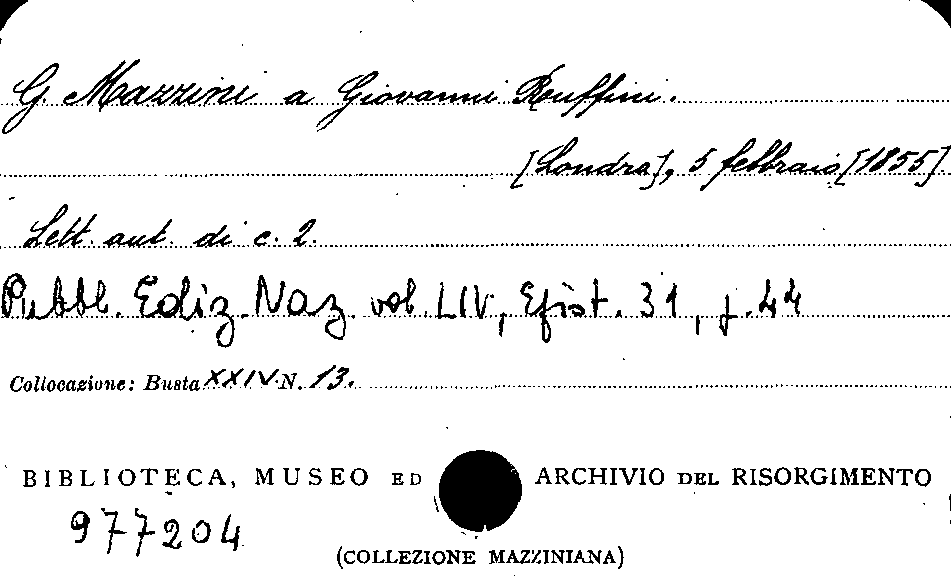 G. Mazzini a Giovanni Ruffini.
[Londra], 5 febbraio [1855].
Lett. aut. di c. 2.
Pubbl. Ediz. Naz. vol. LIV, Epist. 31, p. 44
Collocazione: Busta XXIV N. 13.
BIBLIOTECA, MUSEO ED ARCHIVIO DEL RISORGIMENTO
977204
(COLLEZIONE MAZZINIANA)